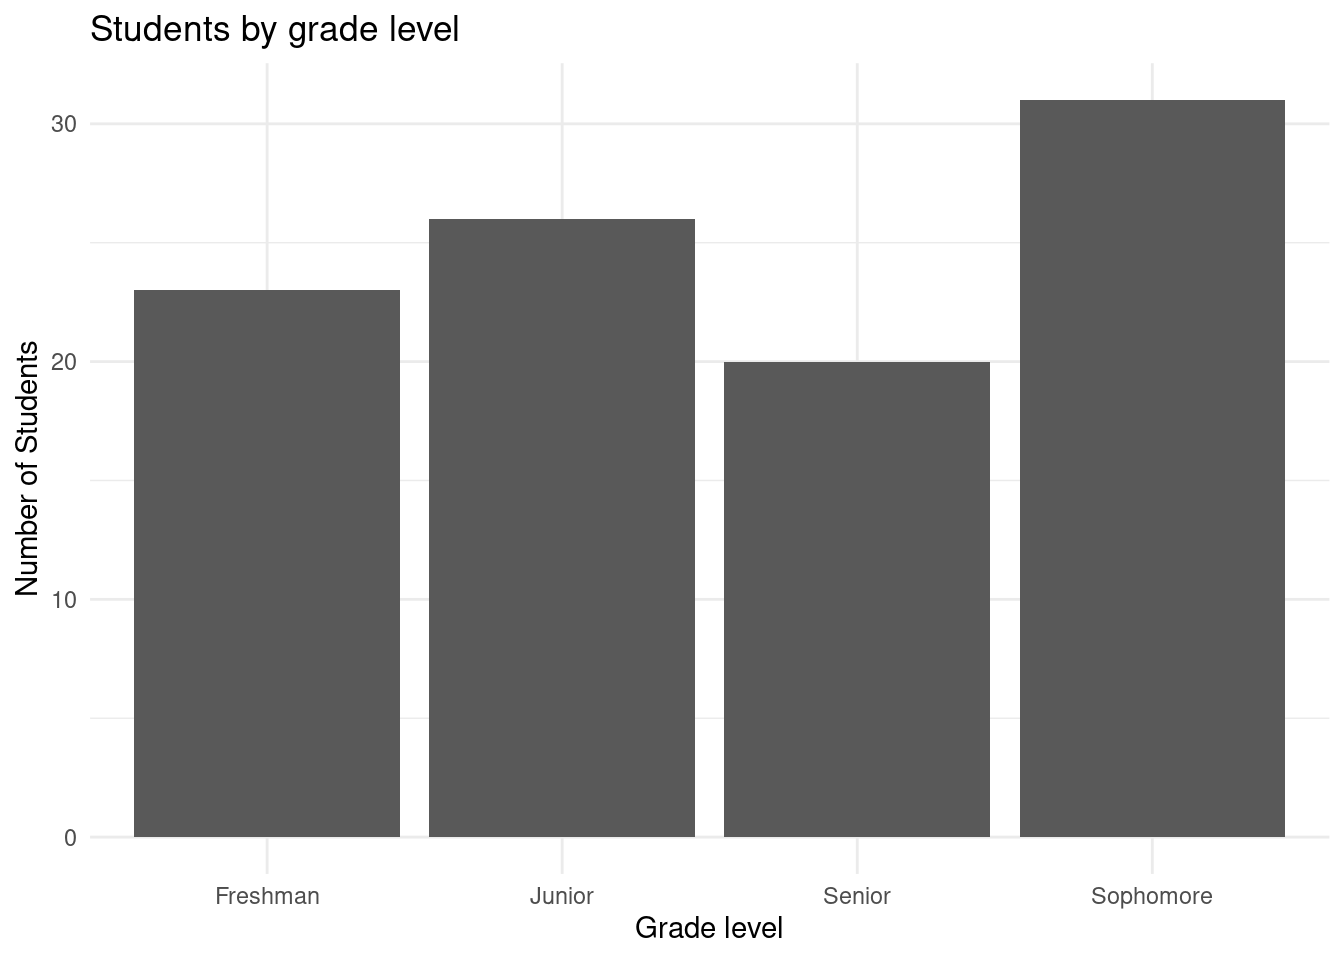 Students by grade level
Number of Students
30
20
10
0
Freshman Junior Senior Sophomore
Grade level